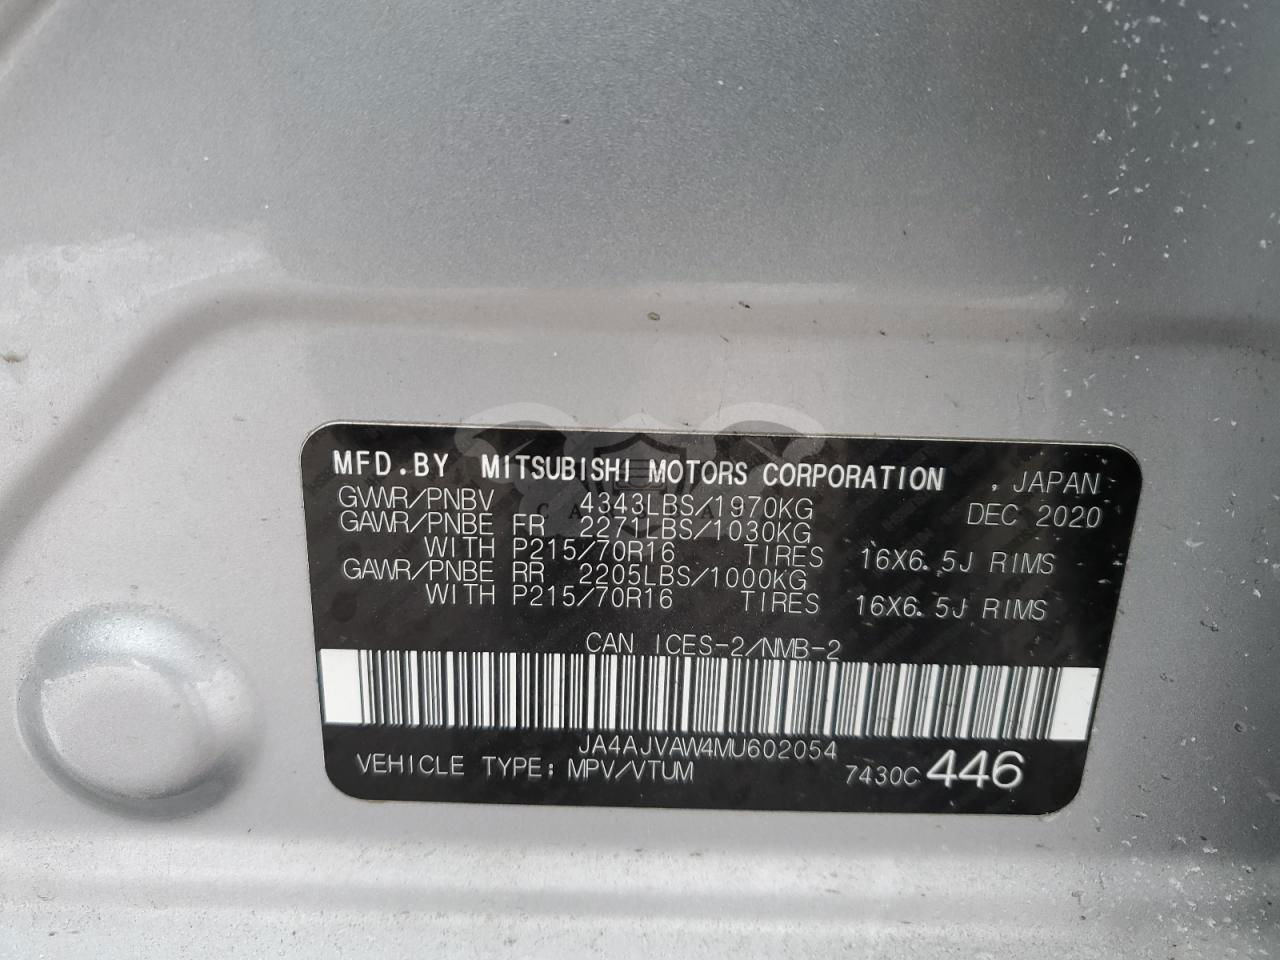 MFD.BY MITSUBISHI MOTORS CORPORATION . JAPAN
GVWR/PNBV 4343LBS/1970KG DEC 2020
GAWR/PNBE FR 2271LBS/1030KG
WITH P215/70R16 TIRES 16X6.5J RIMS
GAWR/PNBE RR 2205LBS/1000KG
WITH P215/70R16 TIRES 16X6.5J RIMS
CAN ICES-2/NMB-2
JA4AJVAW4MU602054
VEHICLE TYPE: MPV/VTUM 7430C 446